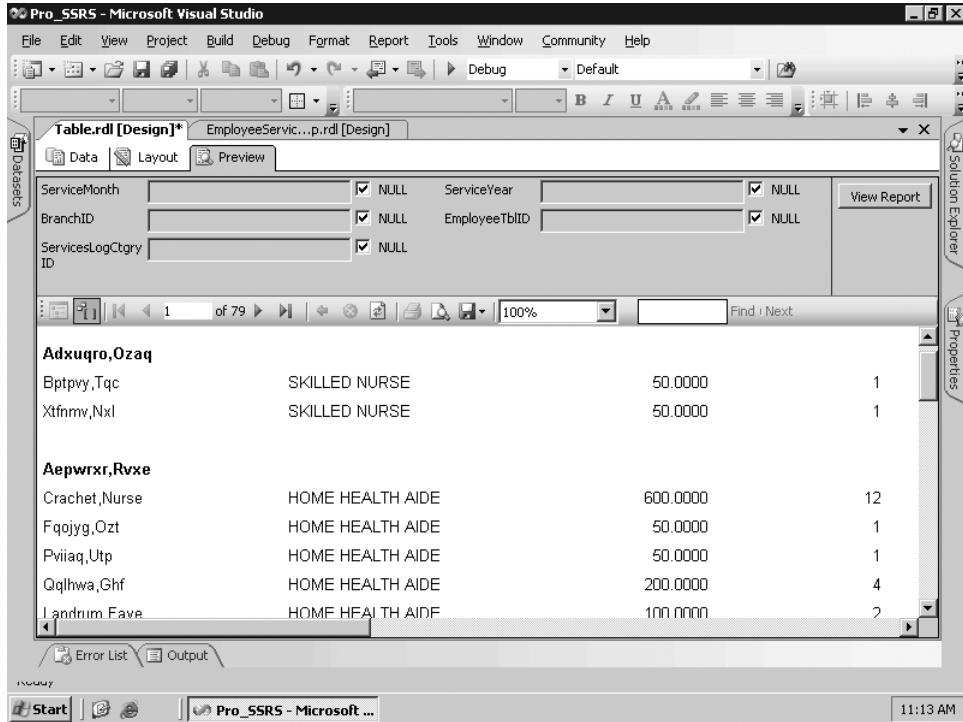 Pro_SSRS - Microsoft Visual Studio
File Edit View Project Build Debug Format Report Tools Window Community Help
Debug Default
B I U A
Table.rdl [Design]* EmployeeServic...p.rdl [Design]
Datasets
Data Layout Preview
Solution Explorer
ServiceMonth NULL ServiceYear NULL View Report
BranchID NULL EmployeeTblID NULL
ServicesLogCtgry NULL
ID
1 of 79 100% Find Next
Properties
Adxuqro,Ozaq
Bptpvy,Tqc SKILLED NURSE 50.0000 1
Xtfnmv,Nxl SKILLED NURSE 50.0000 1
Aepwrxr,Rvxe
Crachet,Nurse HOME HEALTH AIDE 600.0000 12
Fqojyg,Ozt HOME HEALTH AIDE 50.0000 1
Pviiaq,Utp HOME HEALTH AIDE 50.0000 1
Qqlhwa,Ghf HOME HEALTH AIDE 200.0000 4
Landrum,Faye HOME HEALTH AIDE 100.0000 2
Error List Output
Ready
Start Pro_SSRS - Microsoft ... 11:13 AM